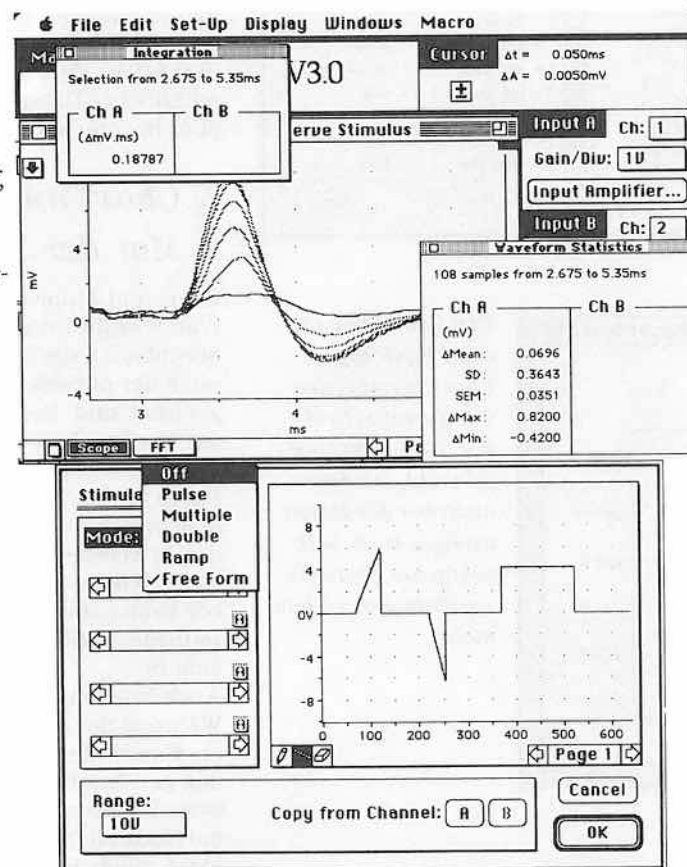 File Edit Set-Up Display Windows Macro
Integration
Selection from 2.675 to 5.35ms
Ch A Ch B
(ΔmV.ms)
0.18787
V3.0
Cursor
Δt = 0.050ms
ΔA = 0.0050mV
±
erve Stimulus
Input A Ch: 1
Gain/Div: 1V
Input Amplifier...
Input B Ch: 2
4
mV
0
-4
3 4
ms
Scope FFT
Waveform Statistics
108 samples from 2.675 to 5.35ms
Ch A Ch B
(mV)
ΔMean: 0.0696
SD: 0.3643
SEM: 0.0351
ΔMax: 0.8200
ΔMin: -0.4200
Stimula
Mode:
Off
Pulse
Multiple
Double
Ramp
✓Free Form
8
4
0V
-4
-8
0 100 200 300 400 500 600
Page 1
Range:
10V
Copy from Channel: A B
Cancel
OK